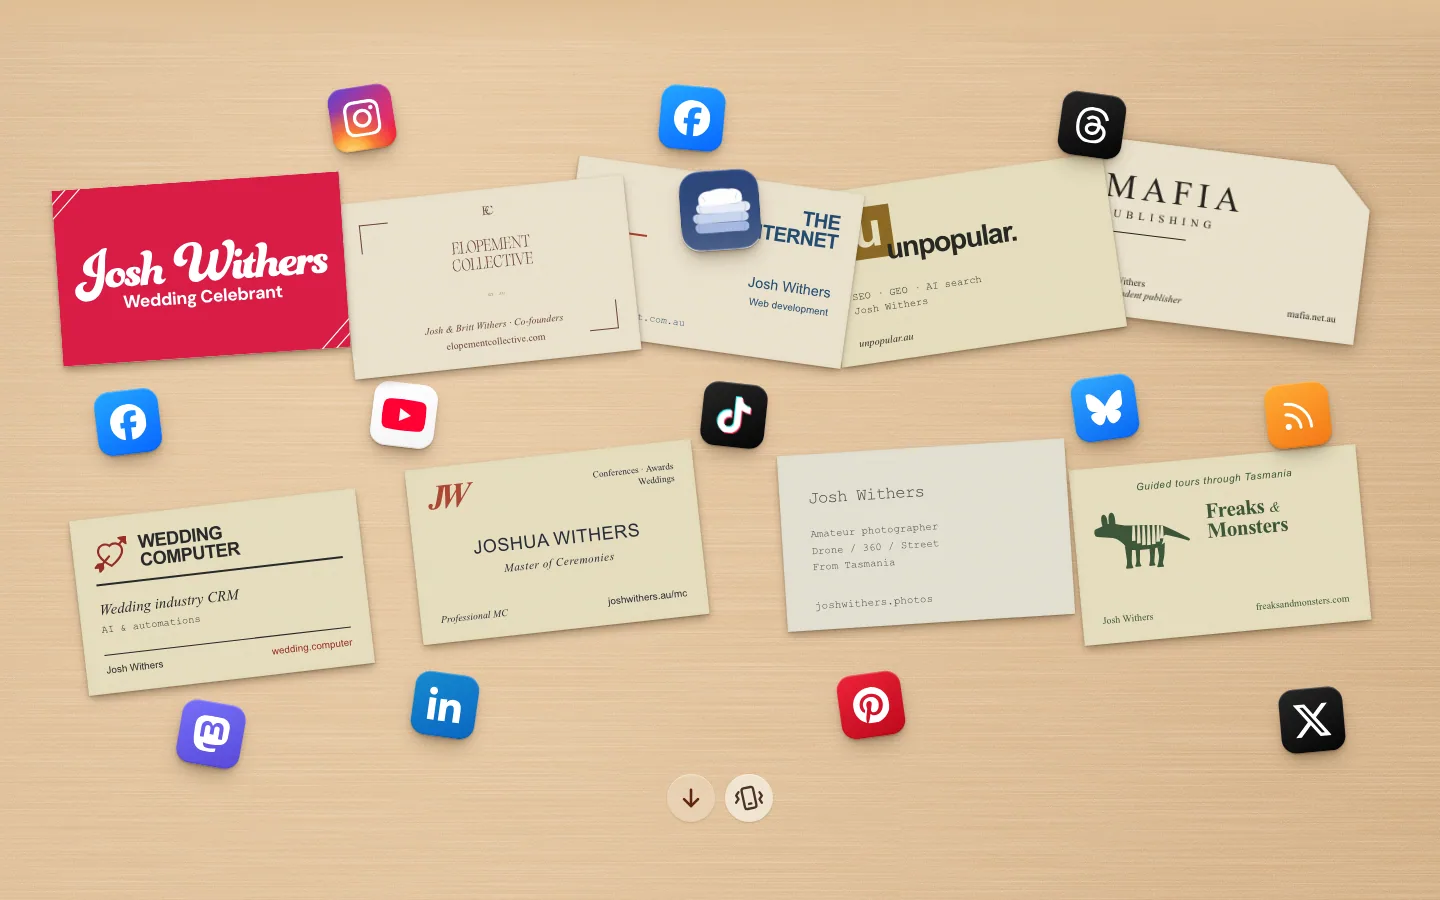 Josh Withers
Wedding Celebrant
EC
ELOPEMENT
COLLECTIVE
Josh & Britt Withers · Co-founders
elopementcollective.com
THE
TERNET
Josh Withers
Web development
t.com.au
u
unpopular.
SEO · GEO · AI search
Josh Withers
unpopular.au
MAFIA
UBLISHING
ithers
ndent publisher
mafia.net.au
WEDDING
COMPUTER
Wedding industry CRM
AI & automations
Josh Withers
wedding.computer
JW
Conferences · Awards
Weddings
JOSHUA WITHERS
Master of Ceremonies
Professional MC
joshwithers.au/mc
Josh Withers
Amateur photographer
Drone / 360 / Street
From Tasmania
joshwithers.photos
Guided tours through Tasmania
Freaks &
Monsters
Josh Withers
freaksandmonsters.com
in